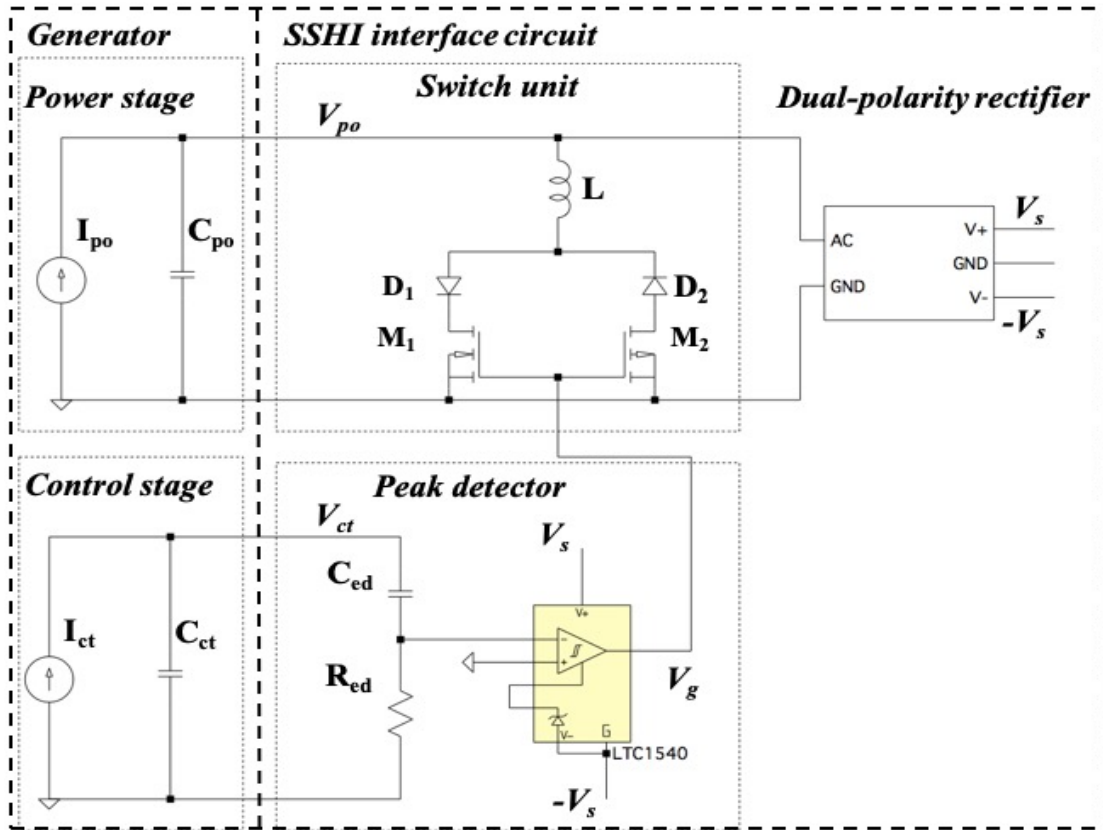 Generator
SSHI interface circuit
Power stage
Switch unit
Dual-polarity rectifier
Vpo
L
Ipo
Cpo
D1
D2
M1
M2
AC
GND
V+
GND
V-
Vs
-Vs
Control stage
Peak detector
Vct
Vs
Ced
Ict
Cct
Red
V+
-
+
Vg
V-
G
LTC1540
-Vs